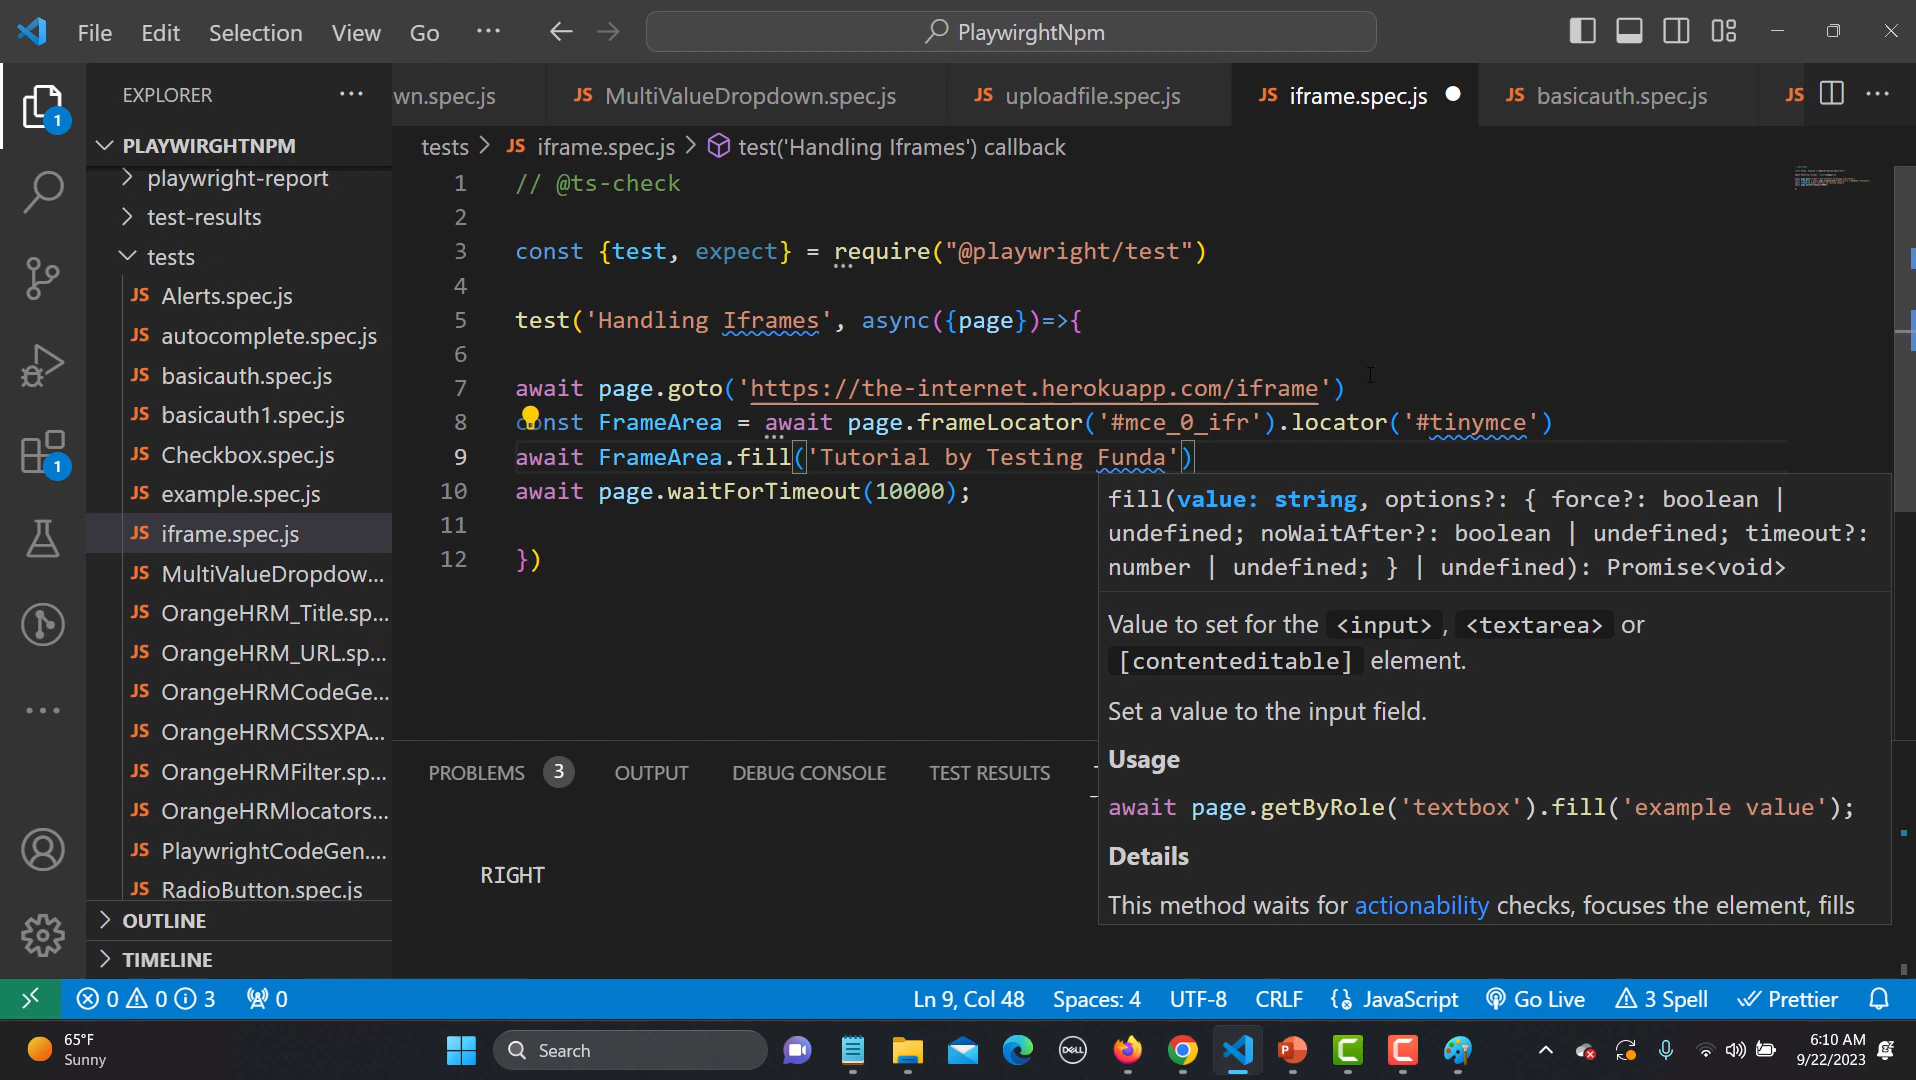 File Edit Selection View Go ···
PlaywirghtNpm
EXPLORER ···
wn.spec.js JS MultiValueDropdown.spec.js JS uploadfile.spec.js JS iframe.spec.js JS basicauth.spec.js JS ···
PLAYWIRGHTNPM
playwright-report
test-results
tests
JS Alerts.spec.js
JS autocomplete.spec.js
JS basicauth.spec.js
JS basicauth1.spec.js
JS Checkbox.spec.js
JS example.spec.js
JS iframe.spec.js
JS MultiValueDropdow...
JS OrangeHRM_Title.sp...
JS OrangeHRM_URL.sp...
JS OrangeHRMCodeGe...
JS OrangeHRMCSSXPA...
JS OrangeHRMFilter.sp...
JS OrangeHRMlocators...
JS PlaywrightCodeGen....
JS RadioButton.spec.js
OUTLINE
TIMELINE
1
1
tests > JS iframe.spec.js > test('Handling Iframes') callback
1 // @ts-check
2
3 const {test, expect} = require("@playwright/test")
4
5 test('Handling Iframes', async({page})=>{
6
7 await page.goto('https://the-internet.herokuapp.com/iframe')
8 const FrameArea = await page.frameLocator('#mce_0_ifr').locator('#tinymce')
9 await FrameArea.fill('Tutorial by Testing Funda')
10 await page.waitForTimeout(10000);
11
12 })
fill(value: string, options?: { force?: boolean |
undefined; noWaitAfter?: boolean | undefined; timeout?:
number | undefined; } | undefined): Promise<void>
Value to set for the <input>, <textarea> or
[contenteditable] element.
Set a value to the input field.
Usage
await page.getByRole('textbox').fill('example value');
Details
This method waits for actionability checks, focuses the element, fills
PROBLEMS 3 OUTPUT DEBUG CONSOLE TEST RESULTS
RIGHT
0 0 3 0 Ln 9, Col 48 Spaces: 4 UTF-8 CRLF JavaScript Go Live 3 Spell Prettier
65°F
Sunny
Search
DELL
6:10 AM
9/22/2023